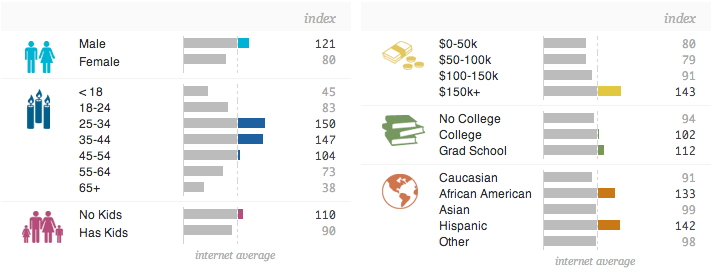 index
Male 121
Female 80
< 18 45
18-24 83
25-34 150
35-44 147
45-54 104
55-64 73
65+ 38
No Kids 110
Has Kids 90
internet average
index
$0-50k 80
$50-100k 79
$100-150k 91
$150k+ 143
No College 94
College 102
Grad School 112
Caucasian 91
African American 133
Asian 99
Hispanic 142
Other 98
internet average